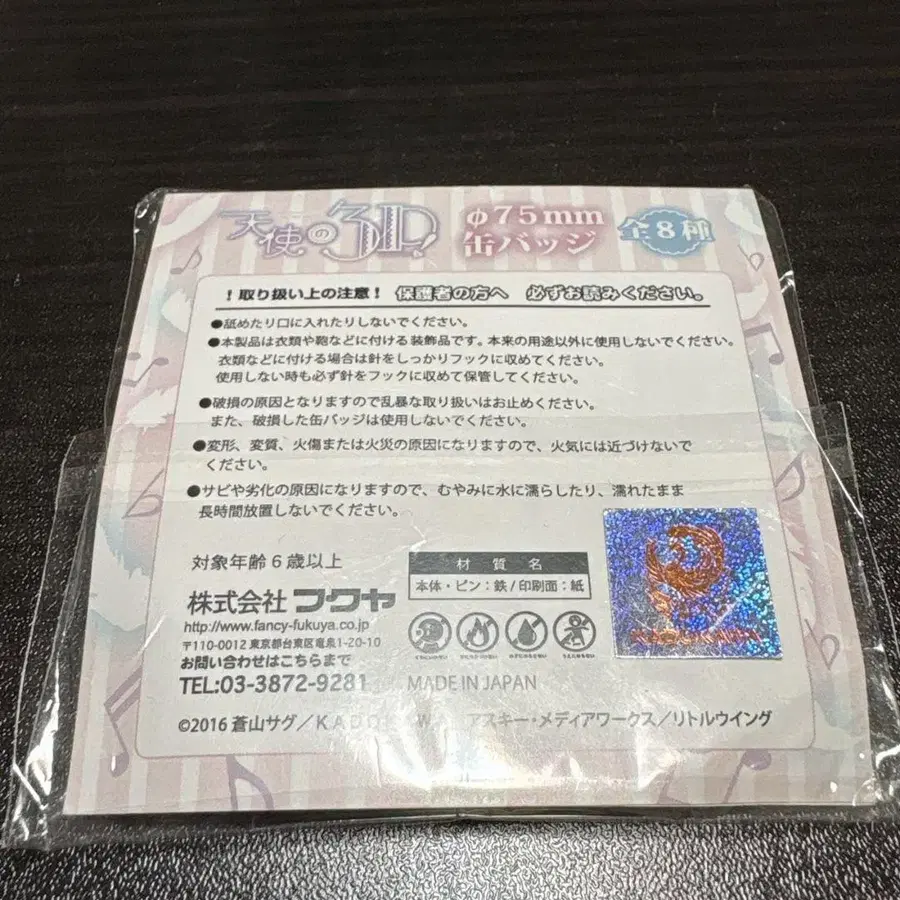 天使の3P!
φ75mm
缶バッジ
全8種
！取り扱い上の注意！ 保護者の方へ 必ずお読みください。
●舐めたり口に入れたりしないでください。
●本製品は衣類や鞄などに付ける装飾品です。本来の用途以外に使用しないでください。
衣類などに付ける場合は針をしっかりフックに収めてください。
使用しない時も必ず針をフックに収めて保管してください。
●破損の原因となりますので乱暴な取り扱いはお止めください。
また、破損した缶バッジは使用しないでください。
●変形、変質、火傷または火災の原因になりますので、火気には近づけないで
ください。
●サビや劣化の原因になりますので、むやみに水に濡らしたり、濡れたまま
長時間放置しないでください。
対象年齢6歳以上
材質名
本体・ピン：鉄/印刷面：紙
株式会社フクヤ
http://www.fancy-fukuya.co.jp
〒110-0012 東京都台東区竜泉1-20-10
お問い合わせはこちらまで
TEL:03-3872-9281
MADE IN JAPAN
©2016 蒼山サグ／KADO W アスキー・メディアワークス／リトルウイング